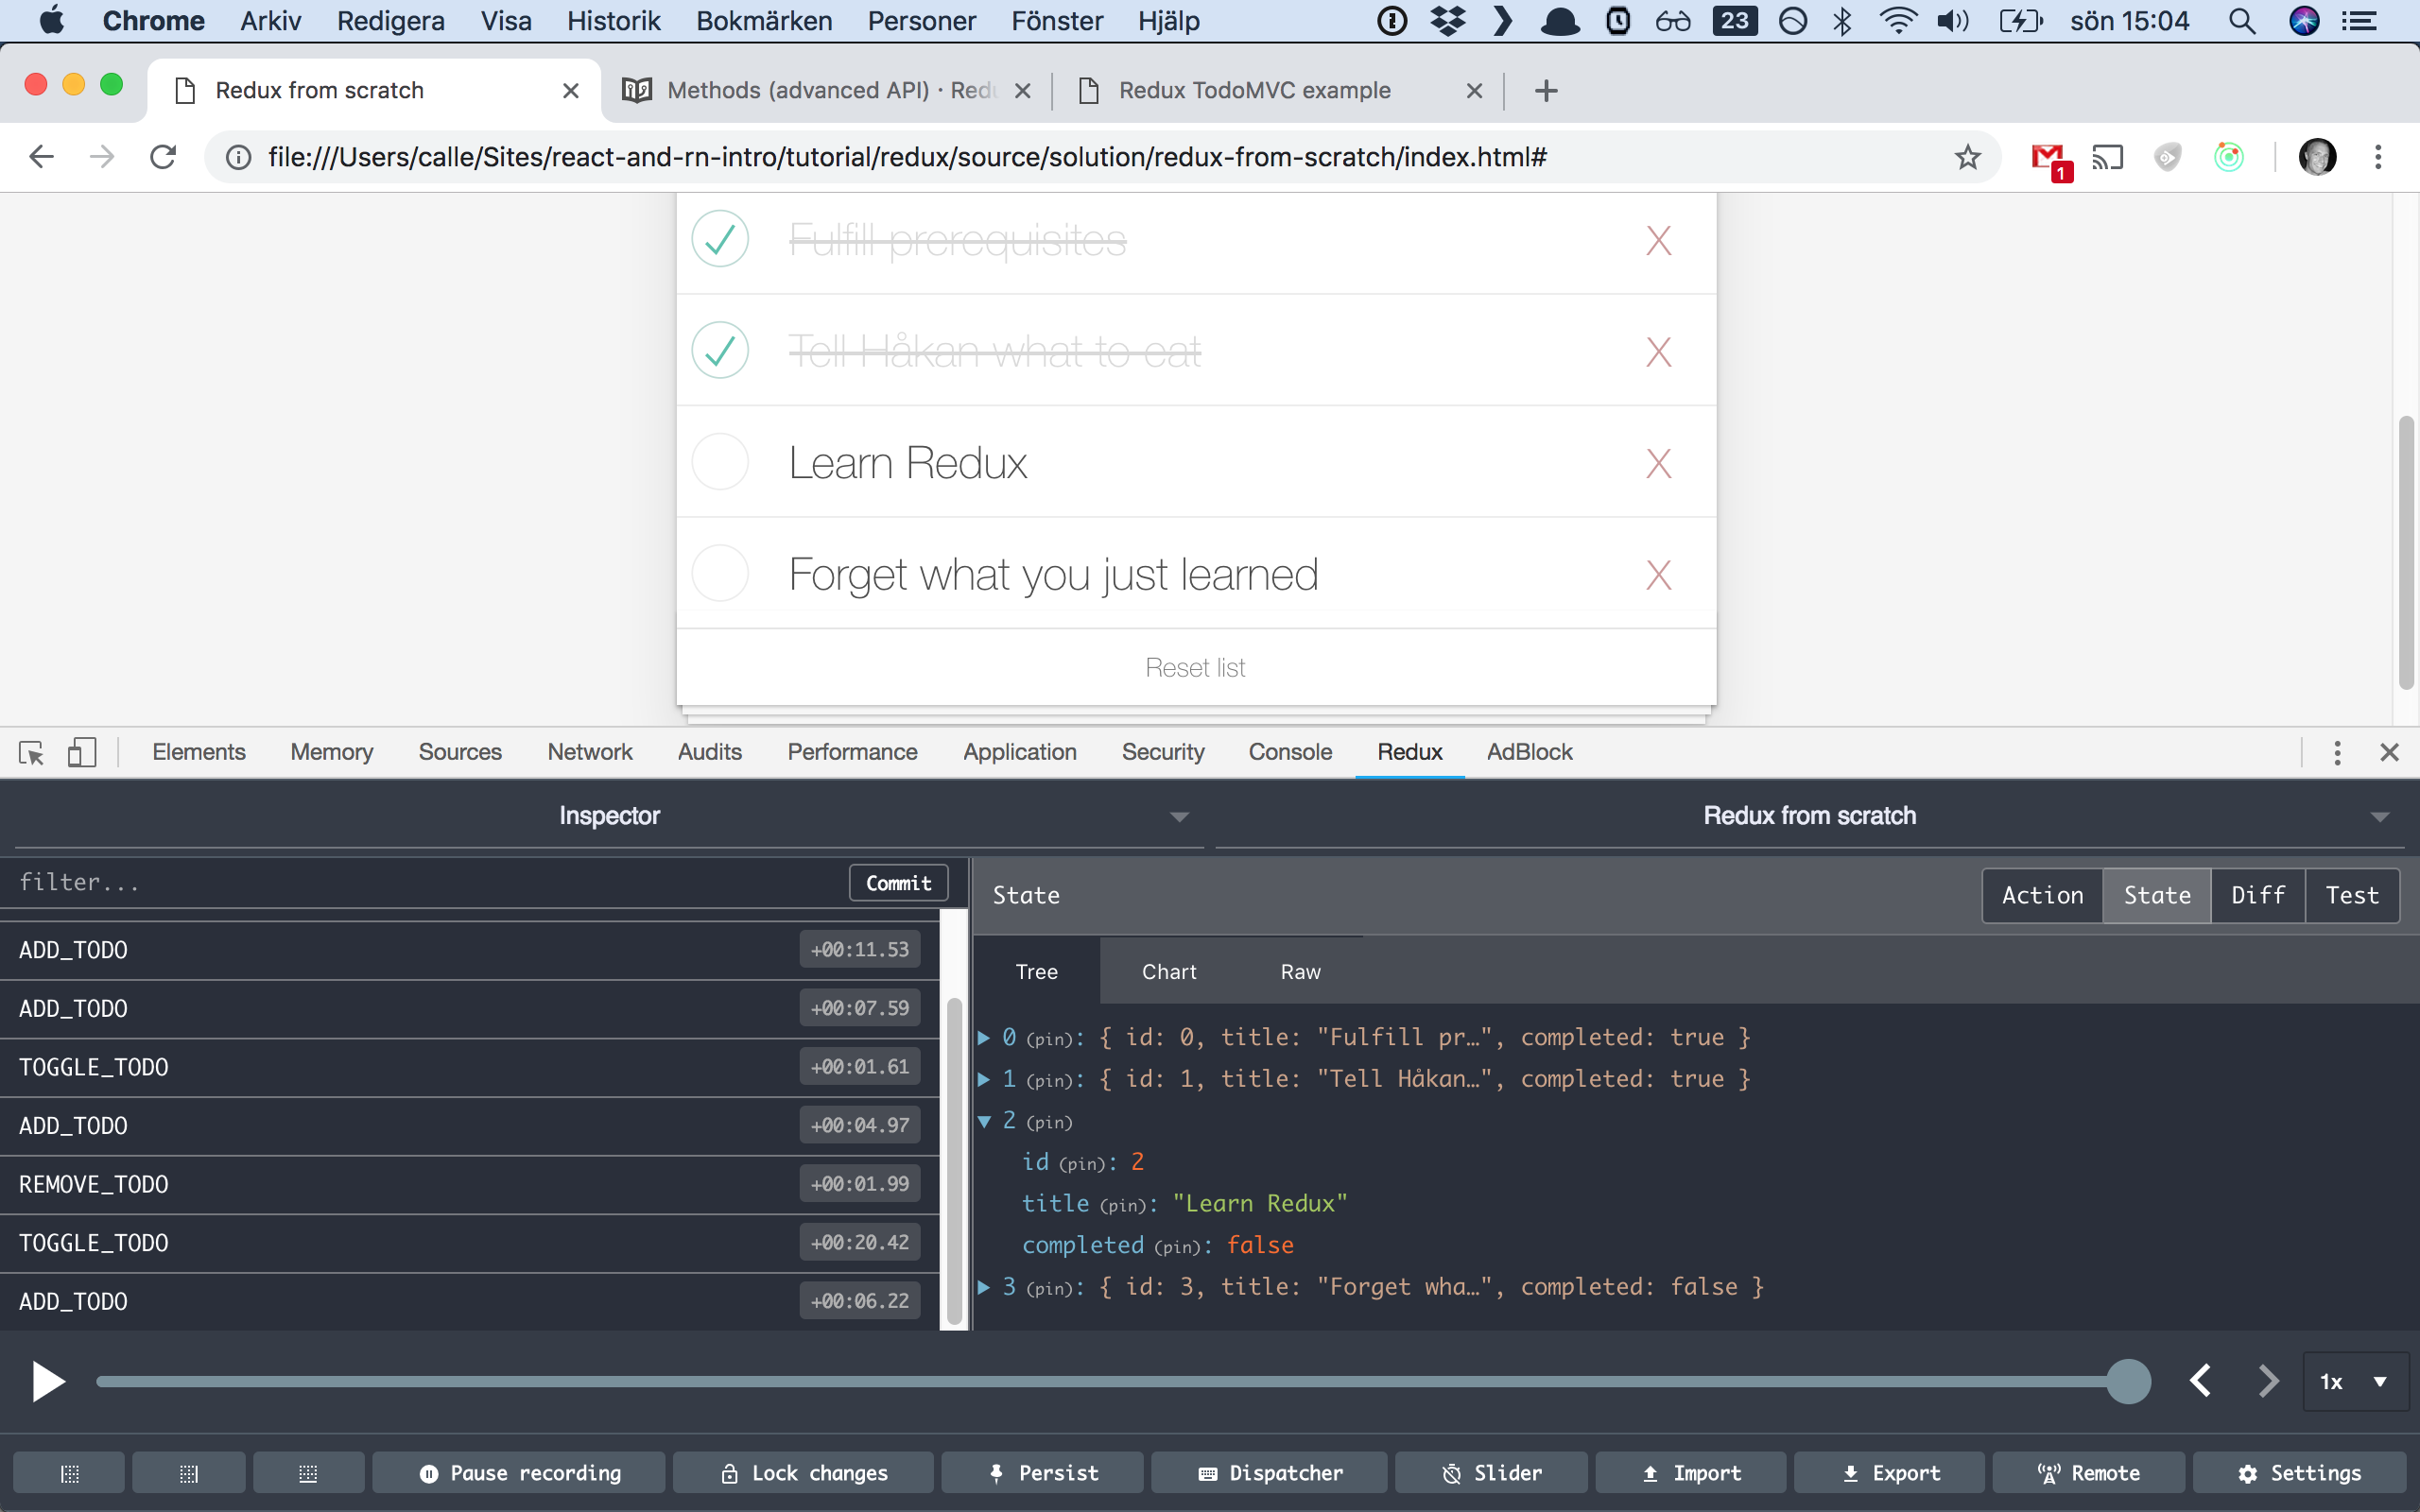 Chrome Arkiv Redigera Visa Historik Bokmärken Personer Fönster Hjälp 23 sön 15:04
Redux from scratch Methods (advanced API) · Redu Redux TodoMVC example
file:///Users/calle/Sites/react-and-rn-intro/tutorial/redux/source/solution/redux-from-scratch/index.html# 1
Fulfill prerequisites X
Tell Håkan what to eat X
Learn Redux X
Forget what you just learned X
Reset list
Elements Memory Sources Network Audits Performance Application Security Console Redux AdBlock
Inspector Redux from scratch
filter... Commit
State Action State Diff Test
Tree Chart Raw
ADD_TODO +00:11.53
ADD_TODO +00:07.59
TOGGLE_TODO +00:01.61
ADD_TODO +00:04.97
REMOVE_TODO +00:01.99
TOGGLE_TODO +00:20.42
ADD_TODO +00:06.22
0 (pin): { id: 0, title: "Fulfill pr…", completed: true }
1 (pin): { id: 1, title: "Tell Håkan…", completed: true }
2 (pin)
id (pin): 2
title (pin): "Learn Redux"
completed (pin): false
3 (pin): { id: 3, title: "Forget wha…", completed: false }
1x
Pause recording Lock changes Persist Dispatcher Slider Import Export Remote Settings